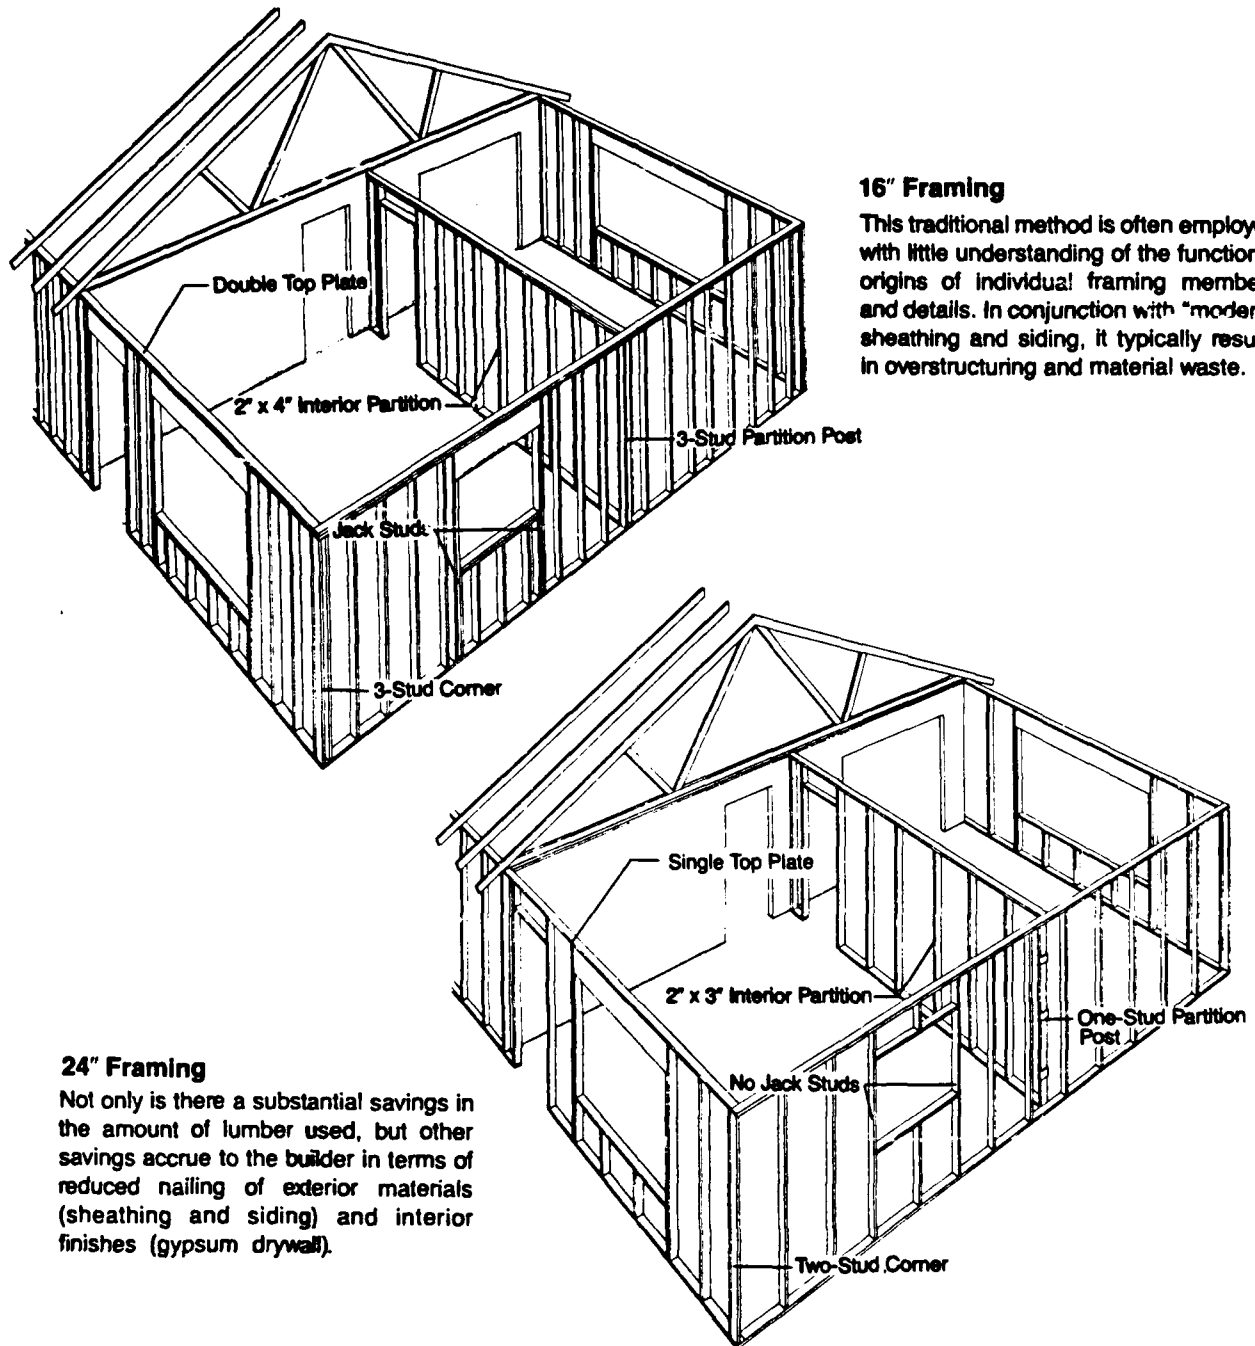 16" Framing
This traditional method is often employ
with little understanding of the function
origins of individual framing membe
and details. In conjunction with "moder
sheathing and siding, it typically resu
in overstructuring and material waste.
Double Top Plate
2" x 4" Interior Partition
3-Stud Partition Post
Jack Studs
3-Stud Corner
Single Top Plate
2" x 3" Interior Partition
One-Stud Partition
Post
No Jack Studs
Two-Stud Corner
24" Framing
Not only is there a substantial savings in
the amount of lumber used, but other
savings accrue to the builder in terms of
reduced nailing of exterior materials
(sheathing and siding) and interior
finishes (gypsum drywall).